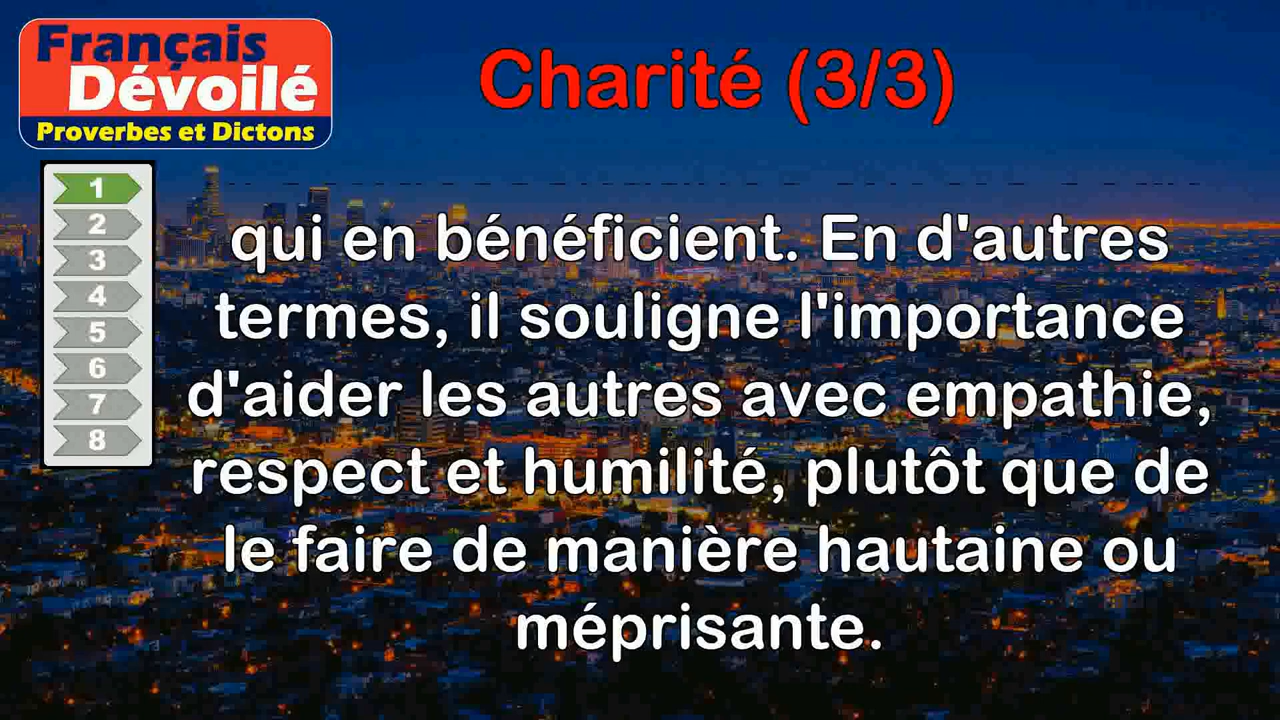 Français
Dévoilé
Proverbes et Dictons
Charité (3/3)
1
2
3
4
5
6
7
8
qui en bénéficient. En d'autres
termes, il souligne l'importance
d'aider les autres avec empathie,
respect et humilité, plutôt que de
le faire de manière hautaine ou
méprisante.